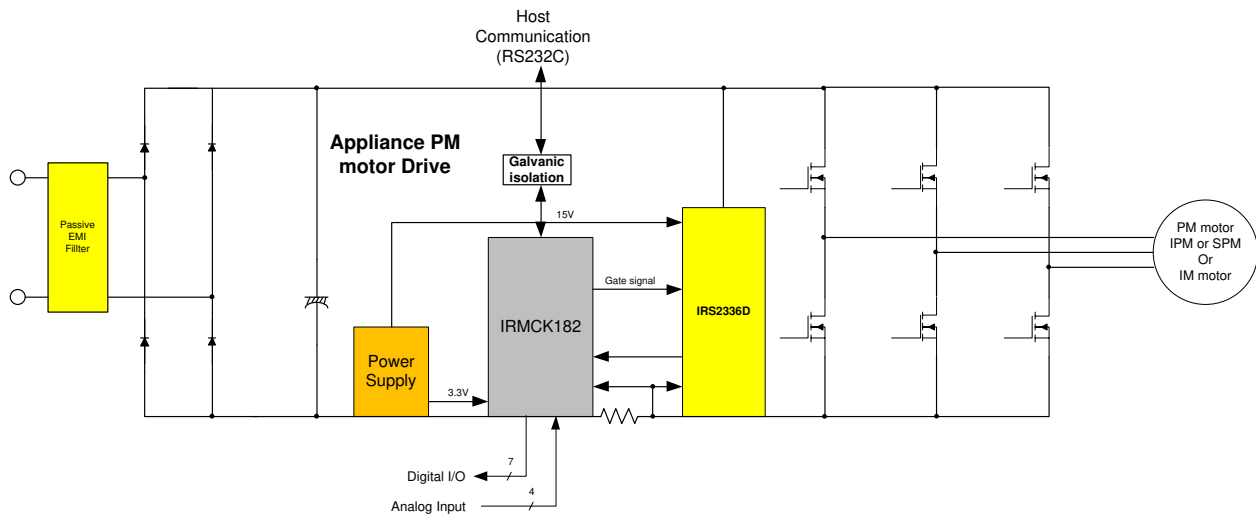 Host
Communication
(RS232C)
Appliance PM
motor Drive
Galvanic
isolation
Passive
EMI
Fillter
15V
PM motor
IPM or SPM
Or
IM motor
Gate signal
IRS2336D
IRMCK182
Power
Supply
3.3V
7
Digital I/O
4
Analog Input